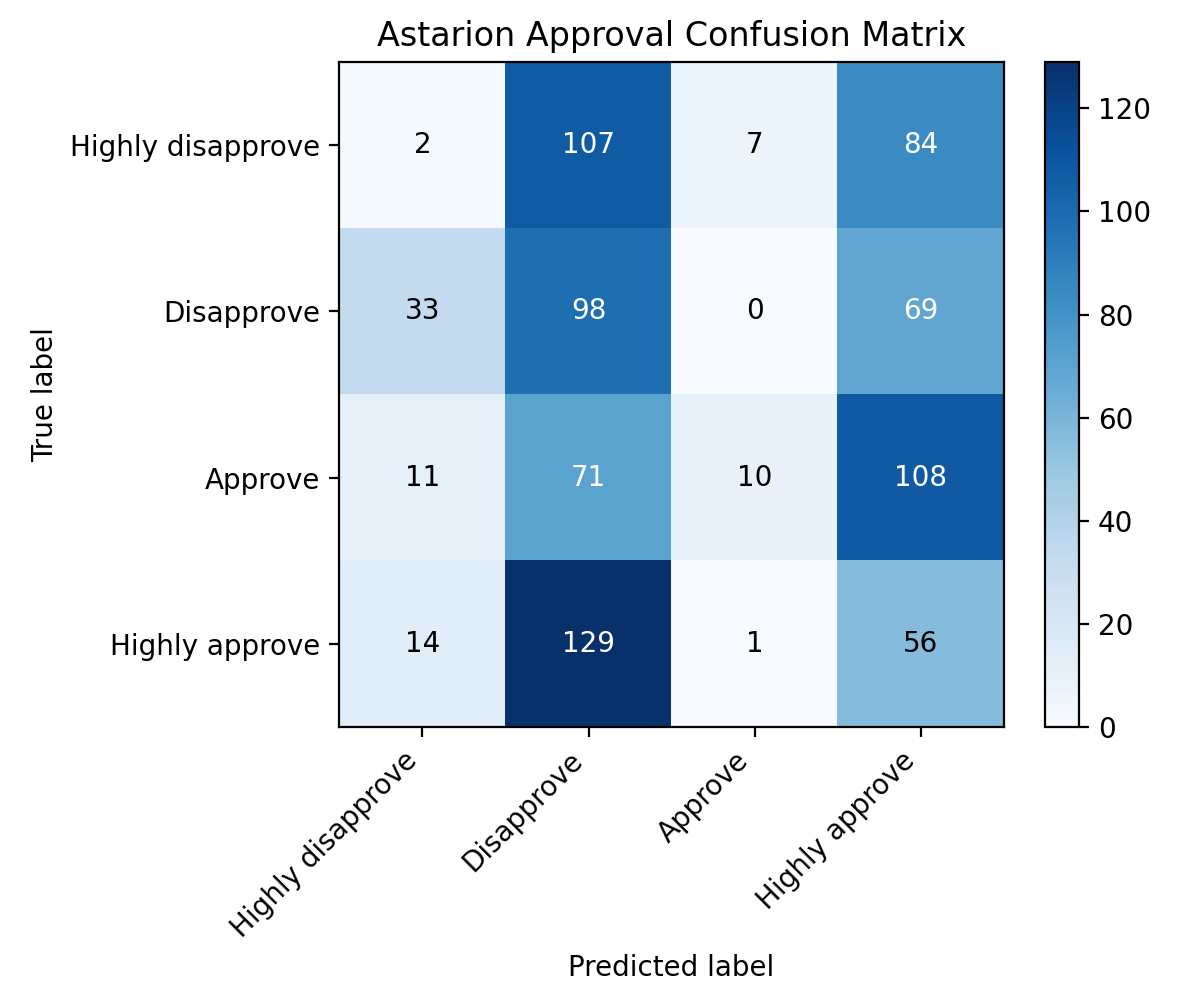 Astarion Approval Confusion Matrix
Highly disapprove 2 107 7 84
Disapprove 33 98 0 69
Approve 11 71 10 108
Highly approve 14 129 1 56
True label
Highly disapprove Disapprove Approve Highly approve
Predicted label
120
100
80
60
40
20
0